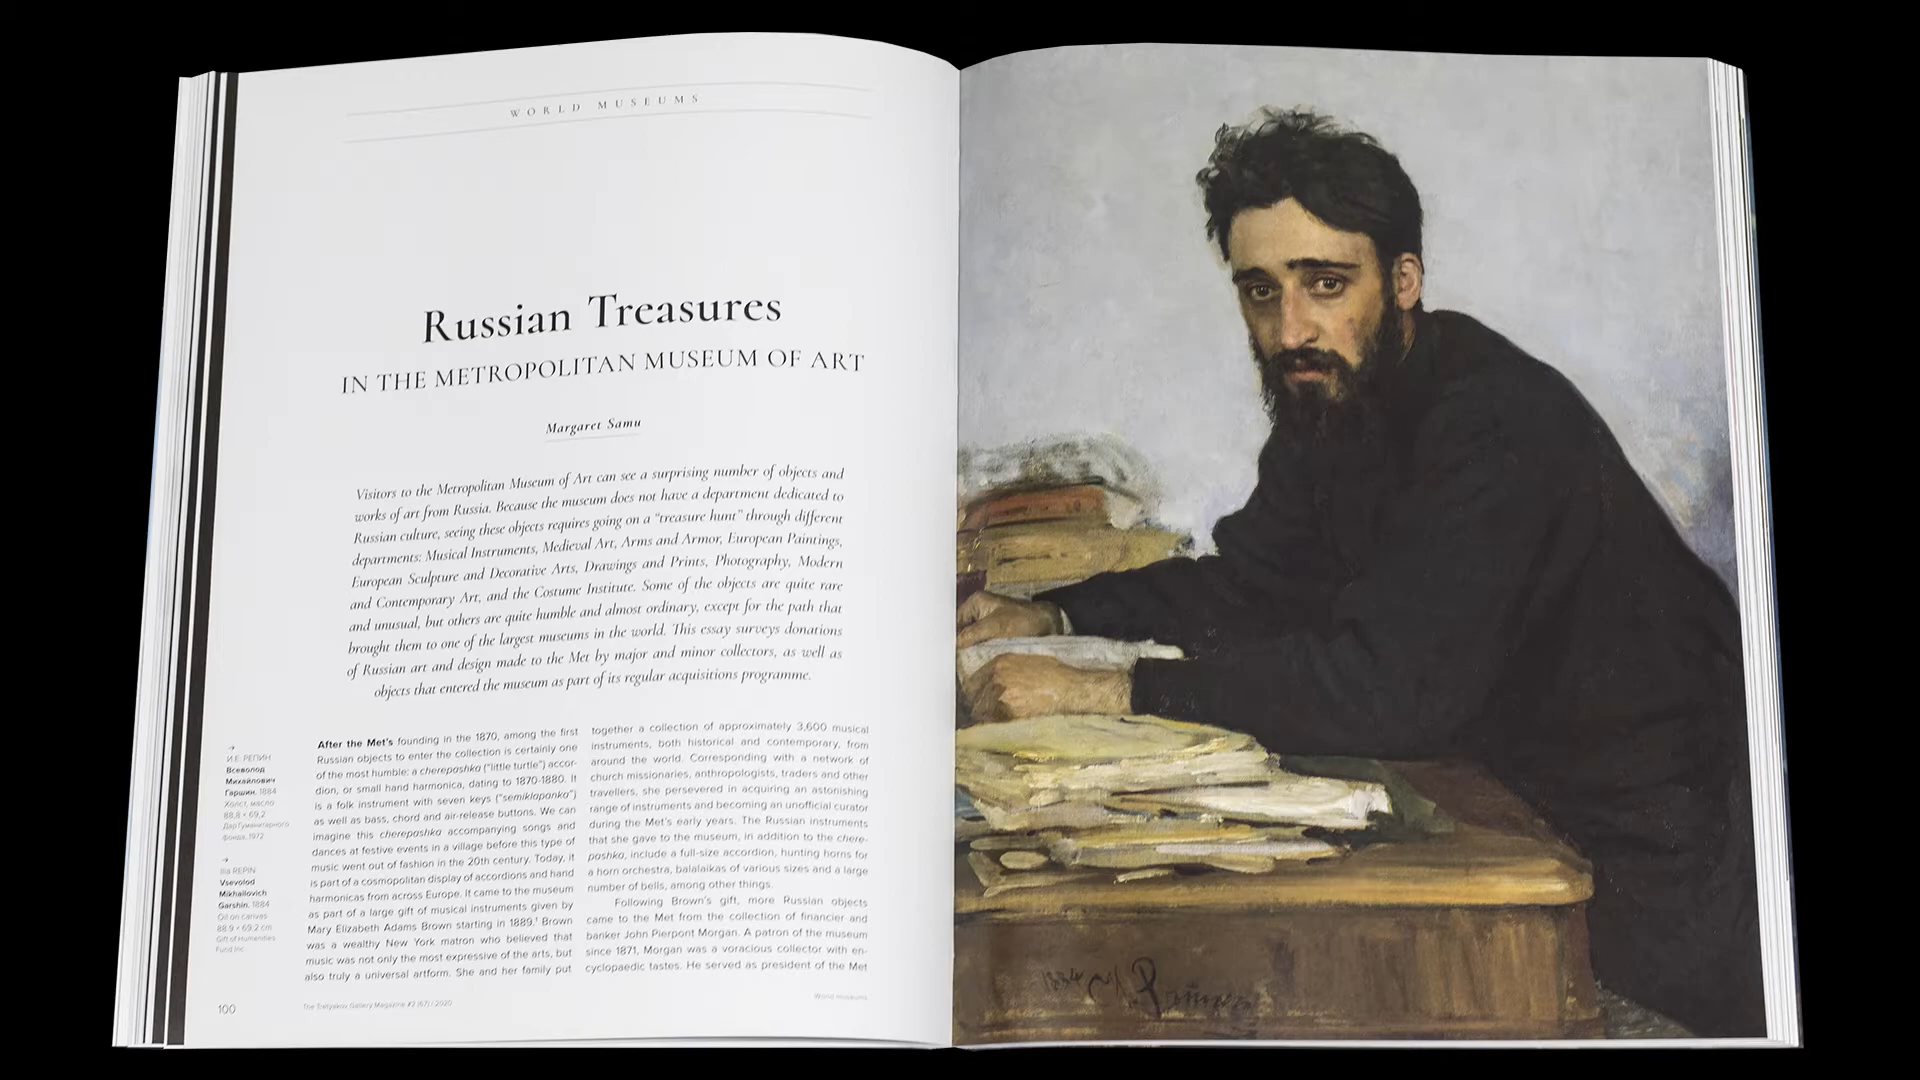 WORLD MUSEUMS
Russian Treasures
IN THE METROPOLITAN MUSEUM OF ART
Margaret Samu
Visitors to the Metropolitan Museum of Art can see a surprising number of objects and
works of art from Russia. Because the museum does not have a department dedicated to
Russian culture, seeing these objects requires going on a “treasure hunt” through different
departments: Musical Instruments, Medieval Art, Arms and Armor, European Paintings,
European Sculpture and Decorative Arts, Drawings and Prints, Photography, Modern
and Contemporary Art, and the Costume Institute. Some of the objects are quite rare
and unusual, but others are quite humble and almost ordinary, except for the path that
brought them to one of the largest museums in the world. This essay surveys donations
of Russian art and design made to the Met by major and minor collectors, as well as
objects that entered the museum as part of its regular acquisitions programme.
→
И.Е. РЕПИН
Всеволод
Михайлович
Гаршин. 1884
Холст, масло
88,8 × 69,2
Дар Гуманитарного
фонда, 1972
→
Ilia REPIN
Vsevolod
Mikhailovich
Garshin. 1884
Oil on canvas
88.9 × 69.2 cm
Gift of Humanities
Fund Inc.
After the Met’s founding in the 1870, among the first
Russian objects to enter the collection is certainly one
of the most humble: a cherepashka (“little turtle”) accor-
dion, or small hand harmonica, dating to 1870-1880. It
is a folk instrument with seven keys (“semiklapanka”)
as well as bass, chord and air-release buttons. We can
imagine this cherepashka accompanying songs and
dances at festive events in a village before this type of
music went out of fashion in the 20th century. Today, it
is part of a cosmopolitan display of accordions and hand
harmonicas from across Europe. It came to the museum
as part of a large gift of musical instruments given by
Mary Elizabeth Adams Brown starting in 1889.¹ Brown
was a wealthy New York matron who believed that
music was not only the most expressive of the arts, but
also truly a universal artform. She and her family put
together a collection of approximately 3,600 musical
instruments, both historical and contemporary, from
around the world. Corresponding with a network of
church missionaries, anthropologists, traders and other
travellers, she persevered in acquiring an astonishing
range of instruments and becoming an unofficial curator
during the Met’s early years. The Russian instruments
that she gave to the museum, in addition to the chere-
pashka, include a full-size accordion, hunting horns for
a horn orchestra, balalaikas of various sizes and a large
number of bells, among other things.
Following Brown’s gift, more Russian objects
came to the Met from the collection of financier and
banker John Pierpont Morgan. A patron of the museum
since 1871, Morgan was a voracious collector with en-
cyclopaedic tastes. He served as president of the Met
100
The Tretyakov Gallery Magazine #2 (67) / 2020
World museums
1884